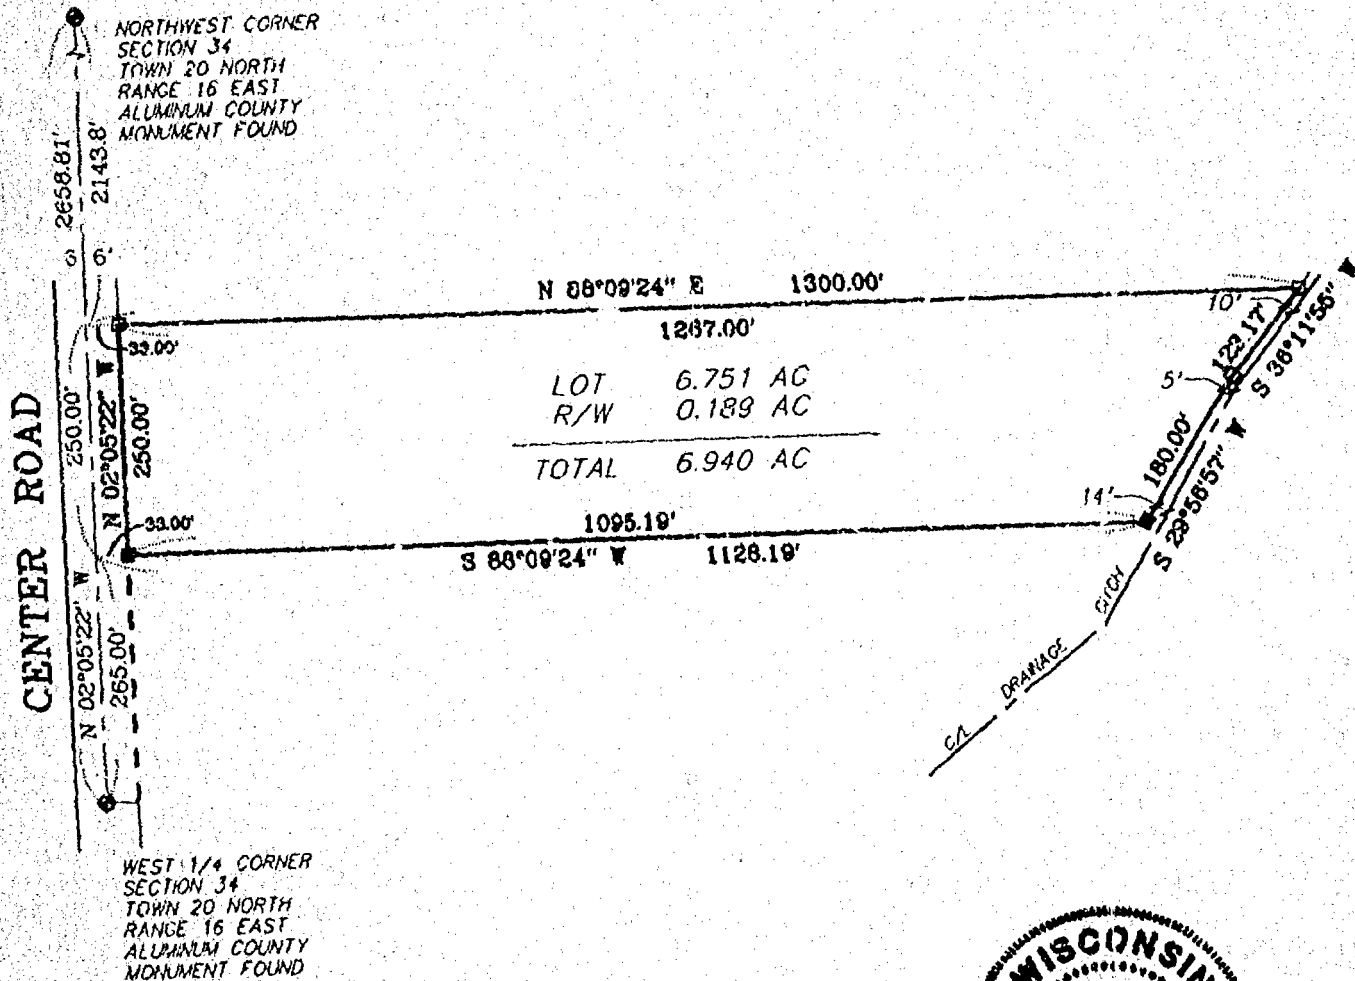 NORTHWEST CORNER
SECTION 34
TOWN 20 NORTH
RANGE 16 EAST
ALUMINUM COUNTY
MONUMENT FOUND
2658.81'
2143.8'
6 6'
N 88°09'24" E 1300.00'
1267.00'
33.00'
10'
122.17'
S 36°11'55" W
5'
LOT 6.751 AC
R/W 0.189 AC
TOTAL 6.940 AC
CENTER ROAD
250.00'
N 02°05'22" W
250.00'
180.00'
S 29°56'57" W
14'
33.00'
1095.19'
S 88°09'24" W 1128.19'
N 02°05'22" W
265.00'
C/L DRAINAGE DITCH
WEST 1/4 CORNER
SECTION 34
TOWN 20 NORTH
RANGE 16 EAST
ALUMINUM COUNTY
MONUMENT FOUND
WISCONSIN